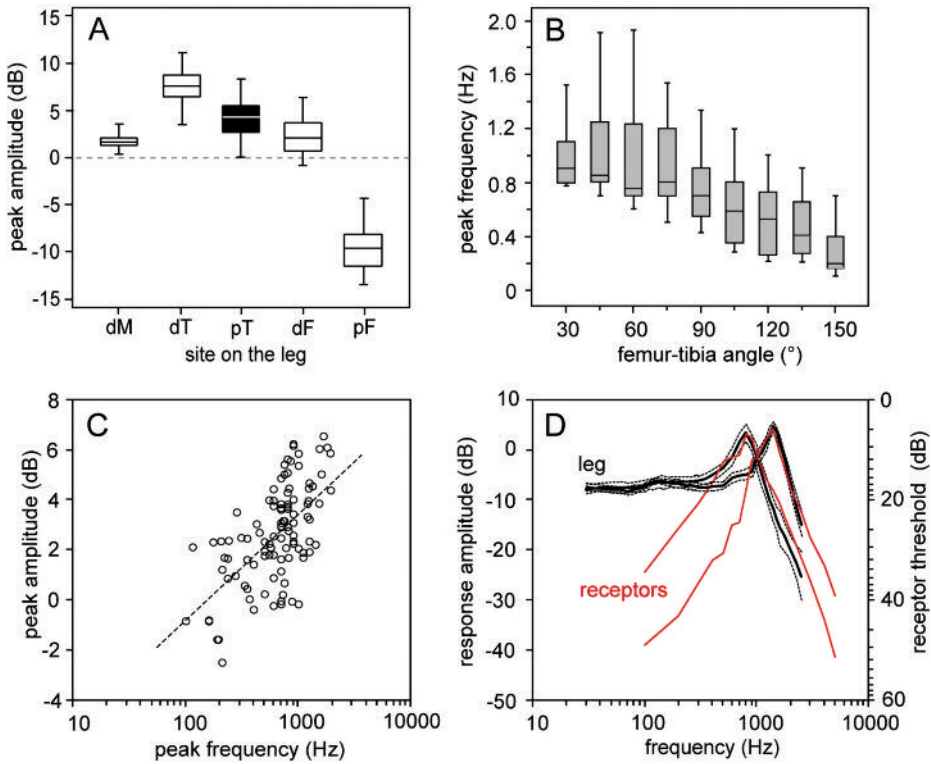 A
peak amplitude (dB)
15
10
5
0
-5
-10
-15
dM dT pT dF pF
site on the leg
B
peak frequency (Hz)
2.0
1.6
1.2
0.8
0.4
0
30 60 90 120 150
femur-tibia angle (°)
C
peak amplitude (dB)
8
6
4
2
0
-2
-4
10 100 1000 10000
peak frequency (Hz)
D
response amplitude (dB)
10
0
-10
-20
-30
-40
-50
leg
receptors
0
20
40
60
receptor threshold (dB)
10 100 1000 10000
frequency (Hz)